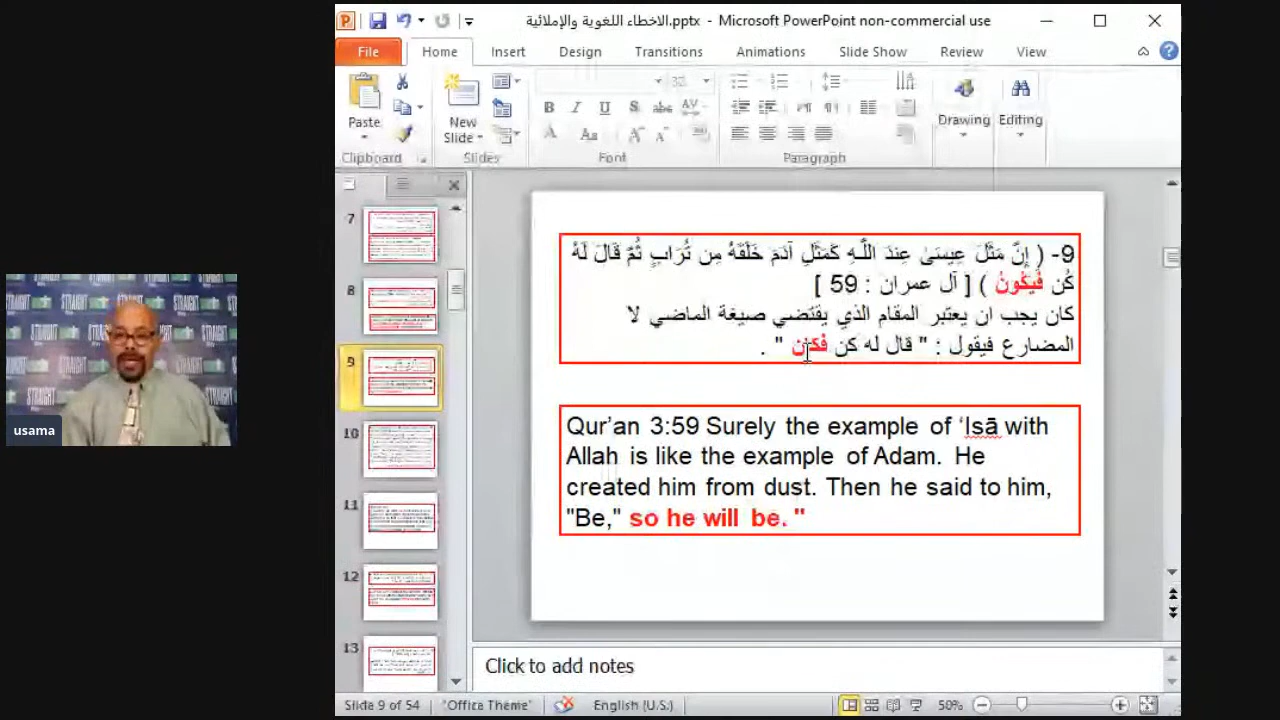 الاخطاء اللغوية والإملائية.pptx - Microsoft PowerPoint non-commercial use
File Home Insert Design Transitions Animations Slide Show Review View
Paste
New Slide
Drawing
Editing
Clipboard
Slides
Font
Paragraph
32
7
8
9
10
11
12
13
9- ( إِنَّ مَثَلَ عِيسَىٰ عِندَ اللَّـهِ كَمَثَلِ آدَمَ خَلَقَهُ مِن تُرَابٍ ثُمَّ قَالَ لَهُ
كُن فَيَكُونُ ) [ آل عمران : 59 ]
كان يجب ان يعتبر المقام الذي يقتضي صيغة الماضي لا
المضارع فيقول : " قال له كن فكن " .
Qur’an 3:59 Surely the example of ‘Isā with
Allah is like the example of Adam. He
created him from dust. Then he said to him,
"Be," so he will be. "
STRAIGHT
Way
usama
Click to add notes
Slide 9 of 54
"Office Theme"
English (U.S.)
50%